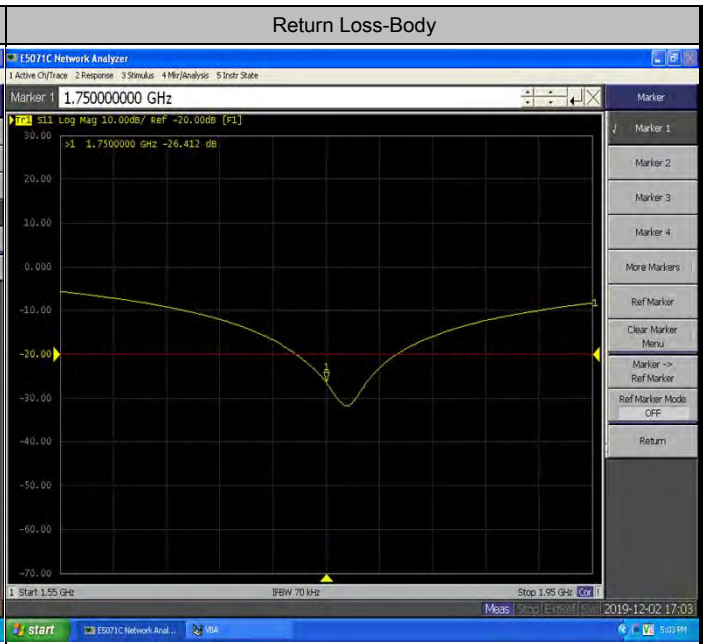 Return Loss-Body
E5071C Network Analyzer
1 Active Ch/Trace 2 Response 3 Stimulus 4 Mkr/Analysis 5 Instr State
Marker 1 1.750000000 GHz
Marker
Tr1 S11 Log Mag 10.00dB/ Ref -20.00dB [F1]
>1 1.7500000 GHz -26.412 dB
30.00
20.00
10.00
0.000
-10.00
-20.00
-30.00
-40.00
-50.00
-60.00
-70.00
1
1
Marker 1
Marker 2
Marker 3
Marker 4
More Markers
Ref Marker
Clear Marker
Menu
Marker ->
Ref Marker
Ref Marker Mode
OFF
Return
1 Start 1.55 GHz IFBW 70 kHz Stop 1.95 GHz Cor !
Meas Stop ExtRef Svc 2019-12-02 17:03
start E5071C Network Anal... VBA 5:03 PM